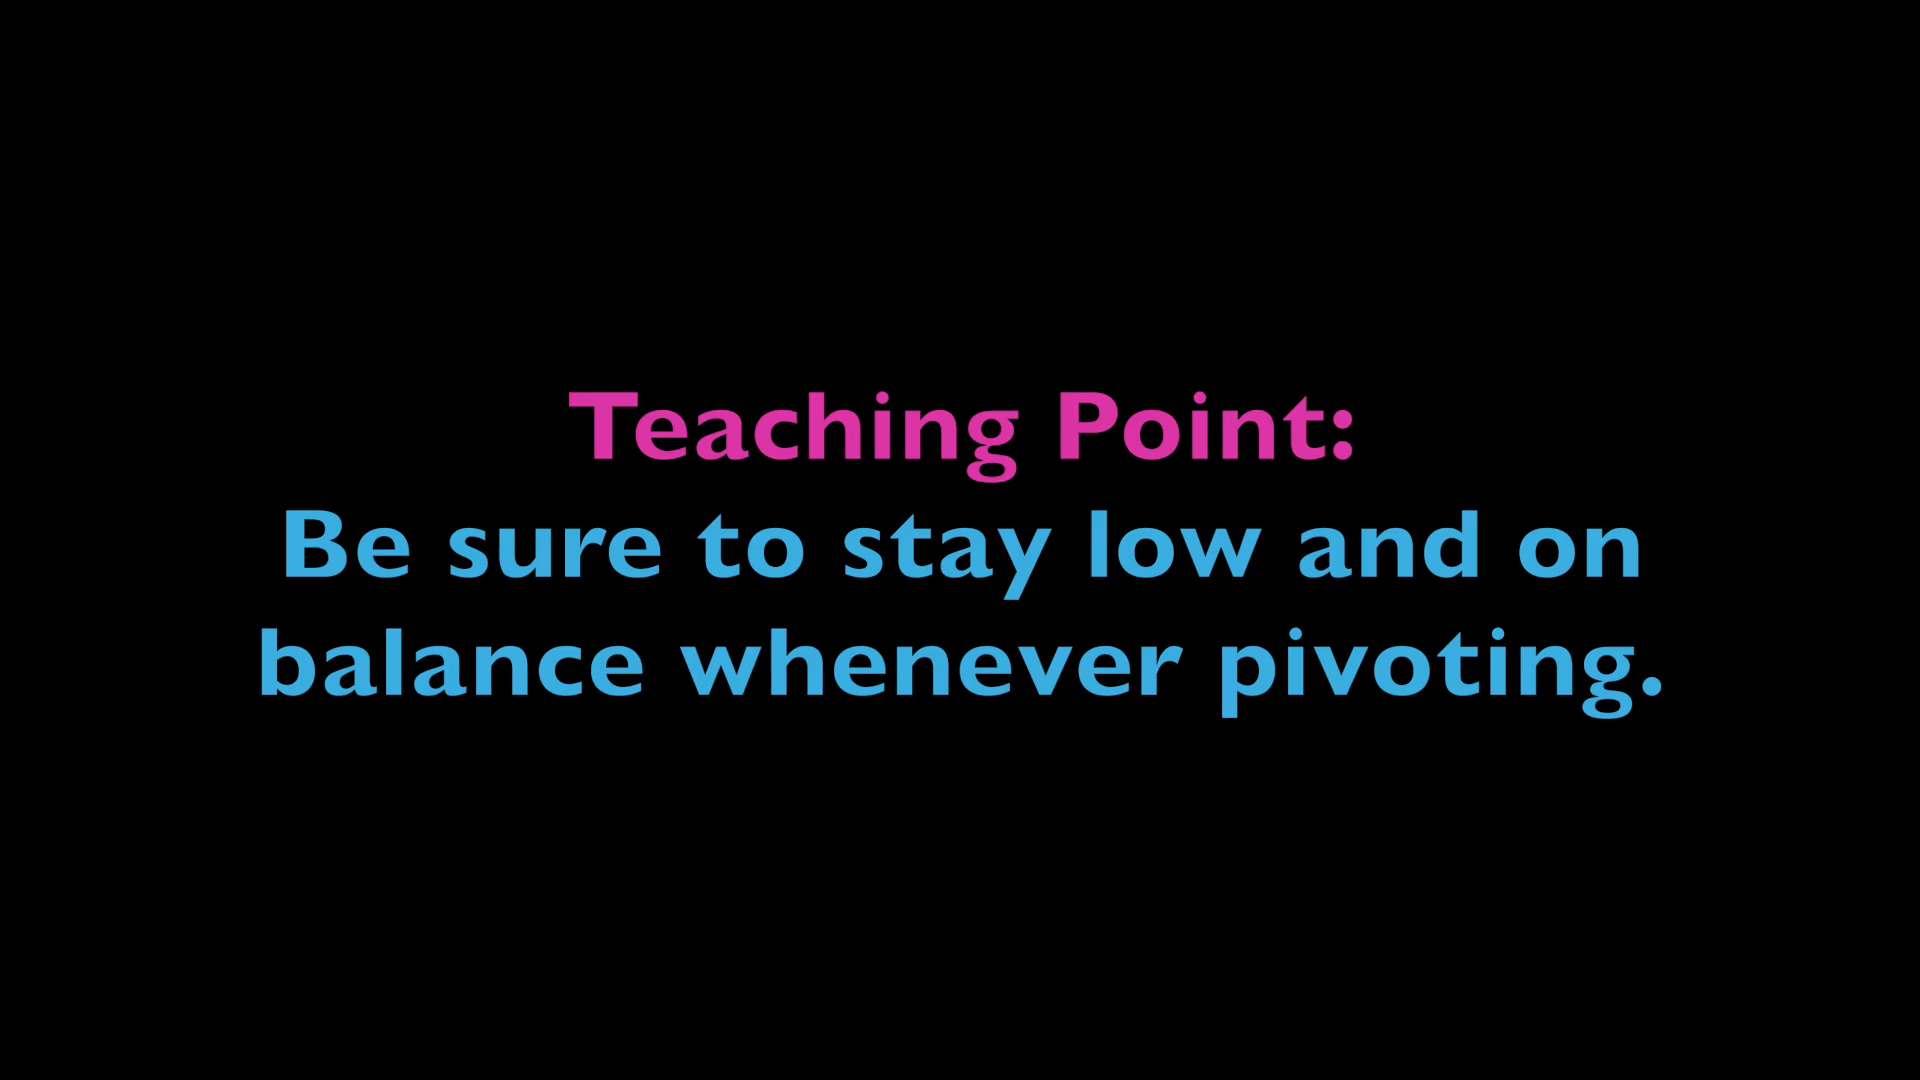 Teaching Point:
Be sure to stay low and on
balance whenever pivoting.